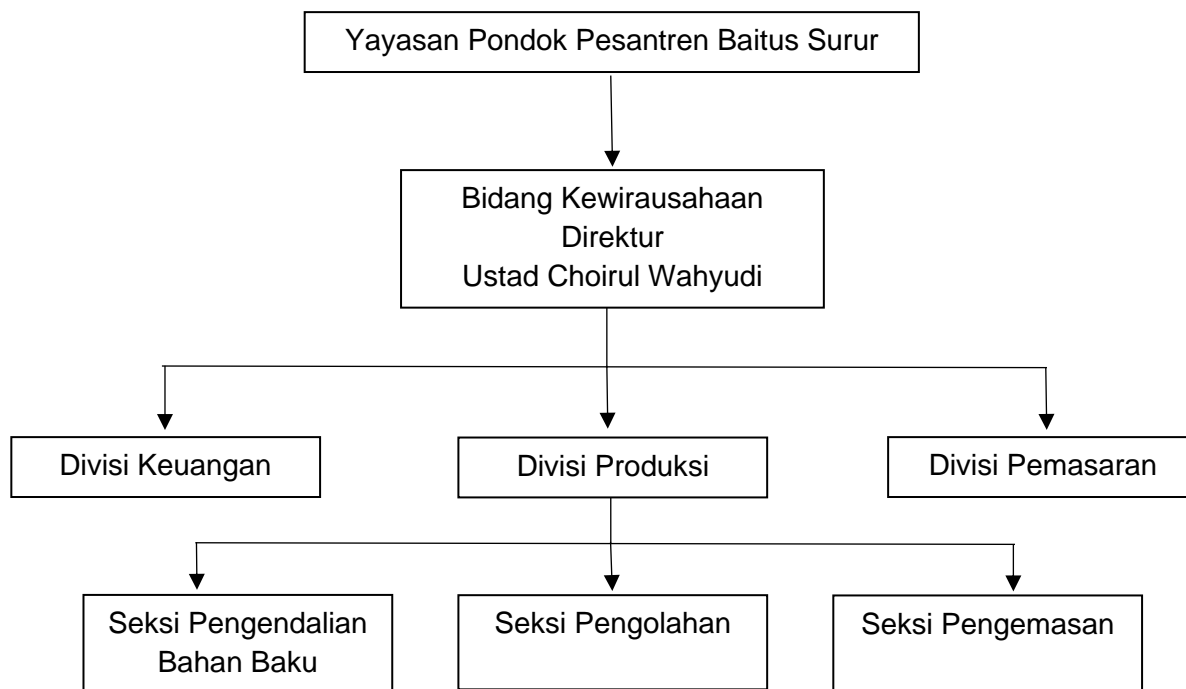 Yayasan Pondok Pesantren Baitus Surur
Bidang Kewirausahaan
Direktur
Ustad Choirul Wahyudi
Divisi Keuangan
Divisi Produksi
Divisi Pemasaran
Seksi Pengendalian
Bahan Baku
Seksi Pengolahan
Seksi Pengemasan